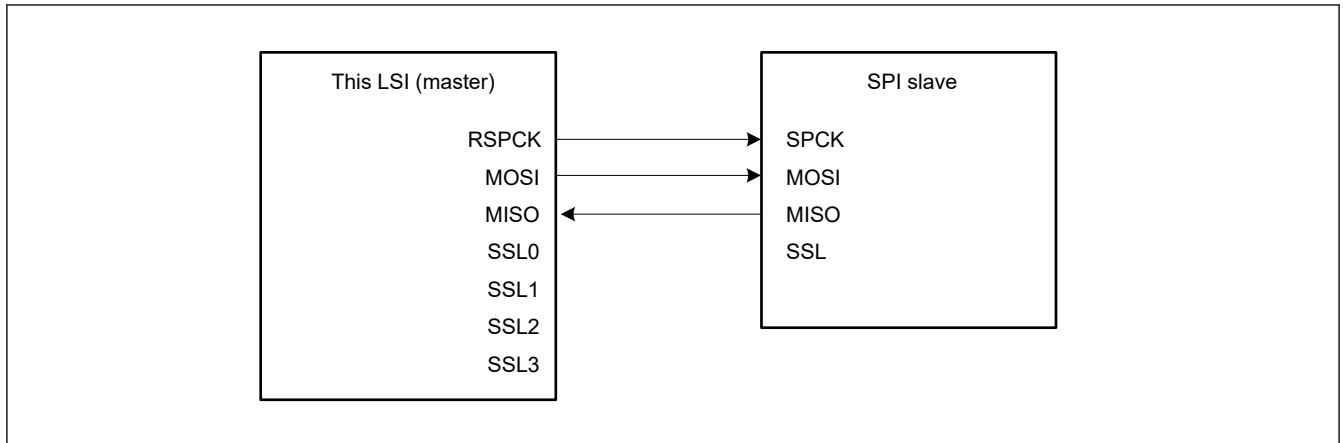 This LSI (master)
RSPCK
MOSI
MISO
SSL0
SSL1
SSL2
SSL3
SPI slave
SPCK
MOSI
MISO
SSL